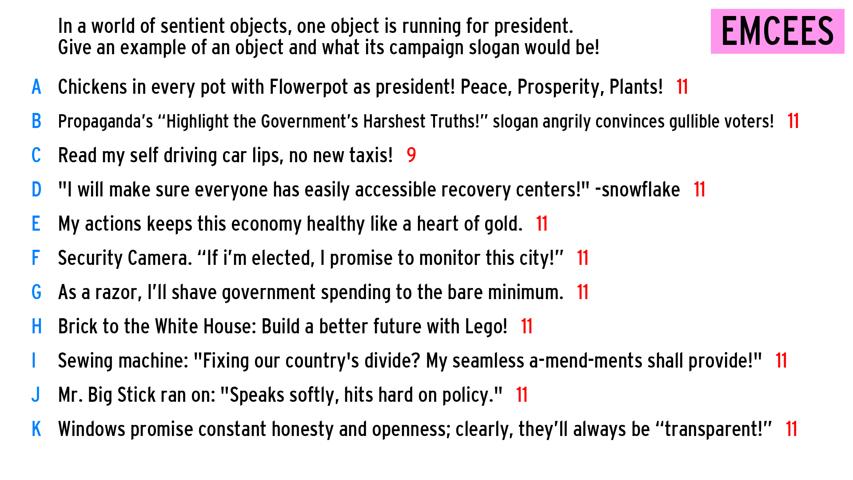 In a world of sentient objects, one object is running for president.
EMCEES
Give an example of an object and what its campaign slogan would be!
A Chickens in every pot with Flowerpot as president! Peace, Prosperity, Plants! 11
B Propaganda's “Highlight the Government's Harshest Truths!” slogan angrily convinces gullible voters! 11
C Read my self driving car lips, no new taxis! 9
D "I will make sure everyone has easily accessible recovery centers!" -snowflake 11
E My actions keeps this economy healthy like a heart of gold. 11
F Security Camera. “If i'm elected, I promise to monitor this city!” 11
G As a razor, I'll shave government spending to the bare minimum. 11
H Brick to the White House: Build a better future with Lego! 11
I Sewing machine: "Fixing our country's divide? My seamless a-mend-ments shall provide!" 11
J Mr. Big Stick ran on: "Speaks softly, hits hard on policy." 11
K Windows promise constant honesty and openness; clearly, they'll always be “transparent!” 11